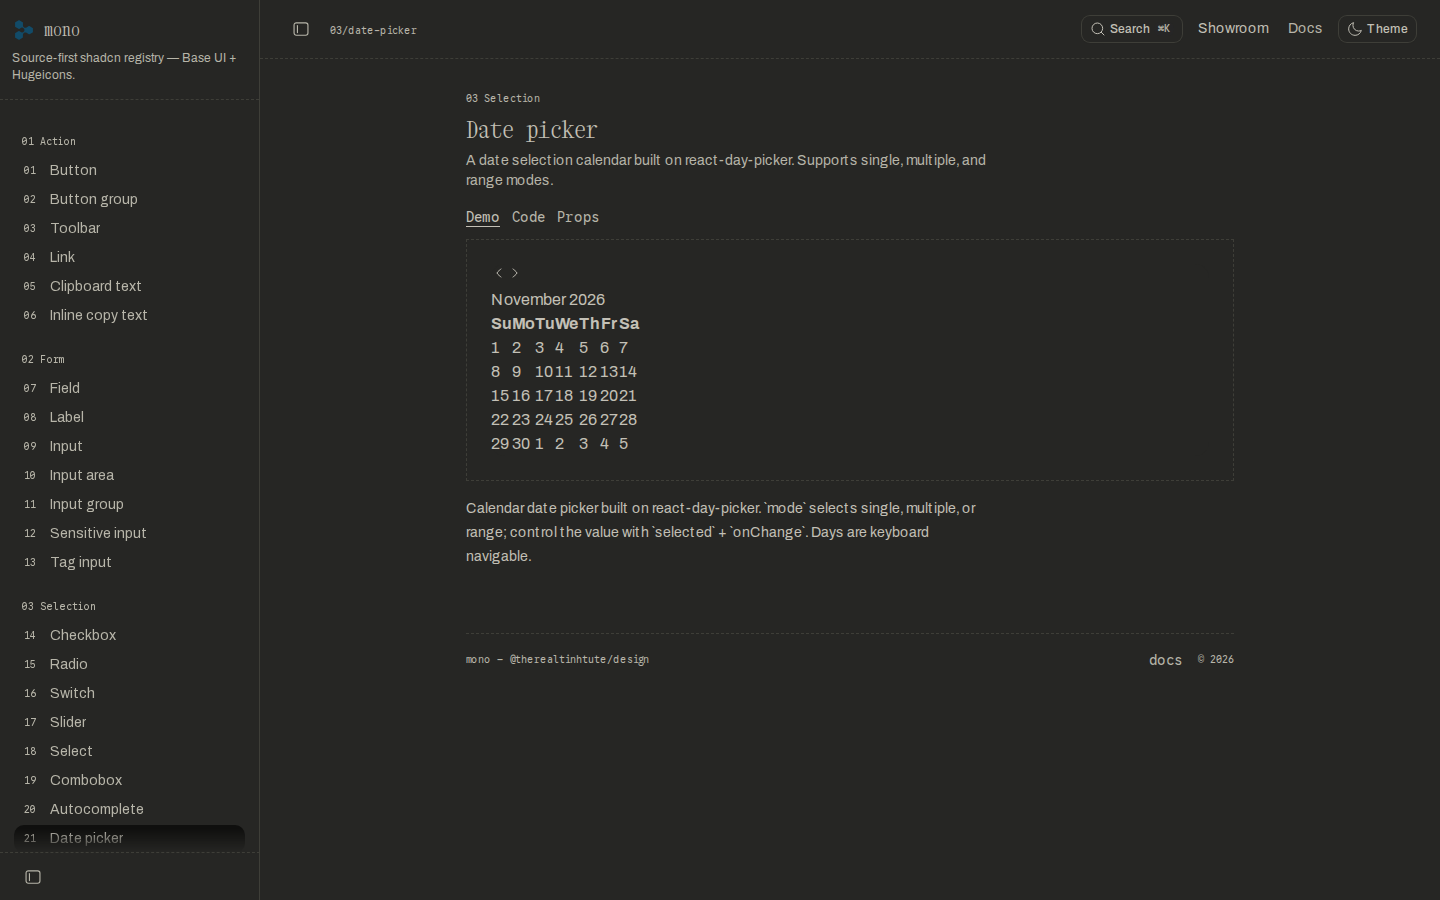 mono
Source-first shadcn registry — Base UI +
Hugeicons.
01 Action
01 Button
02 Button group
03 Toolbar
04 Link
05 Clipboard text
06 Inline copy text
02 Form
07 Field
08 Label
09 Input
10 Input area
11 Input group
12 Sensitive input
13 Tag input
03 Selection
14 Checkbox
15 Radio
16 Switch
17 Slider
18 Select
19 Combobox
20 Autocomplete
21 Date picker
03/date-picker
Search ⌘K
Showroom
Docs
Theme
03 Selection
Date picker
A date selection calendar built on react-day-picker. Supports single, multiple, and
range modes.
Demo Code Props
November 2026
Su Mo Tu We Th Fr Sa
1 2 3 4 5 6 7
8 9 10 11 12 13 14
15 16 17 18 19 20 21
22 23 24 25 26 27 28
29 30 1 2 3 4 5
Calendar date picker built on react-day-picker. `mode` selects single, multiple, or
range; control the value with `selected` + `onChange`. Days are keyboard
navigable.
mono — @therealtinhtute/design
docs © 2026